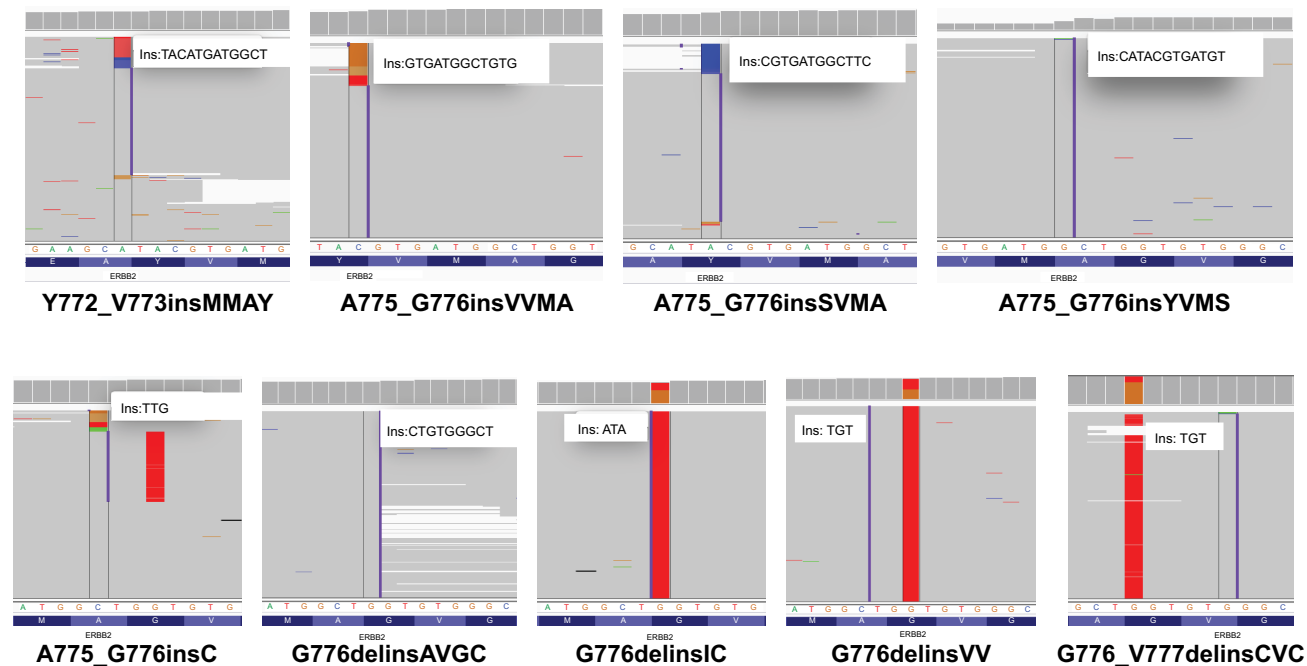 Ins:TACATGATGGCT
G A A G C A T A C G T G A T G
E A Y V M
ERBB2
Y772_V773insMMAY
Ins:GTGATGGCTGTG
T A C G T G A T G G C T G G T
Y V M A G
ERBB2
A775_G776insVVMA
Ins:CGTGATGGCTTC
G C A T A C G T G A T G G C T
A Y V M A
ERBB2
A775_G776insSVMA
Ins:CATACGTGATGT
G T G A T G G C T G G T G T G G G C
V M A G V G
ERBB2
A775_G776insYVMS
Ins:TTG
A T G G C T G G T G T G
M A G V
ERBB2
A775_G776insC
Ins:CTGTGGGCT
A T G G C T G G T G T G G G C
M A G V G
ERBB2
G776delinsAVGC
Ins: ATA
A T G G C T G G T G T G
M A G V
ERBB2
G776delinsIC
Ins: TGT
A T G G C T G G T G T G G G C
M A G V G
ERBB2
G776delinsVV
Ins: TGT
G C T G G T G T G G G C
A G V G
ERBB2
G776_V777delinsCVC